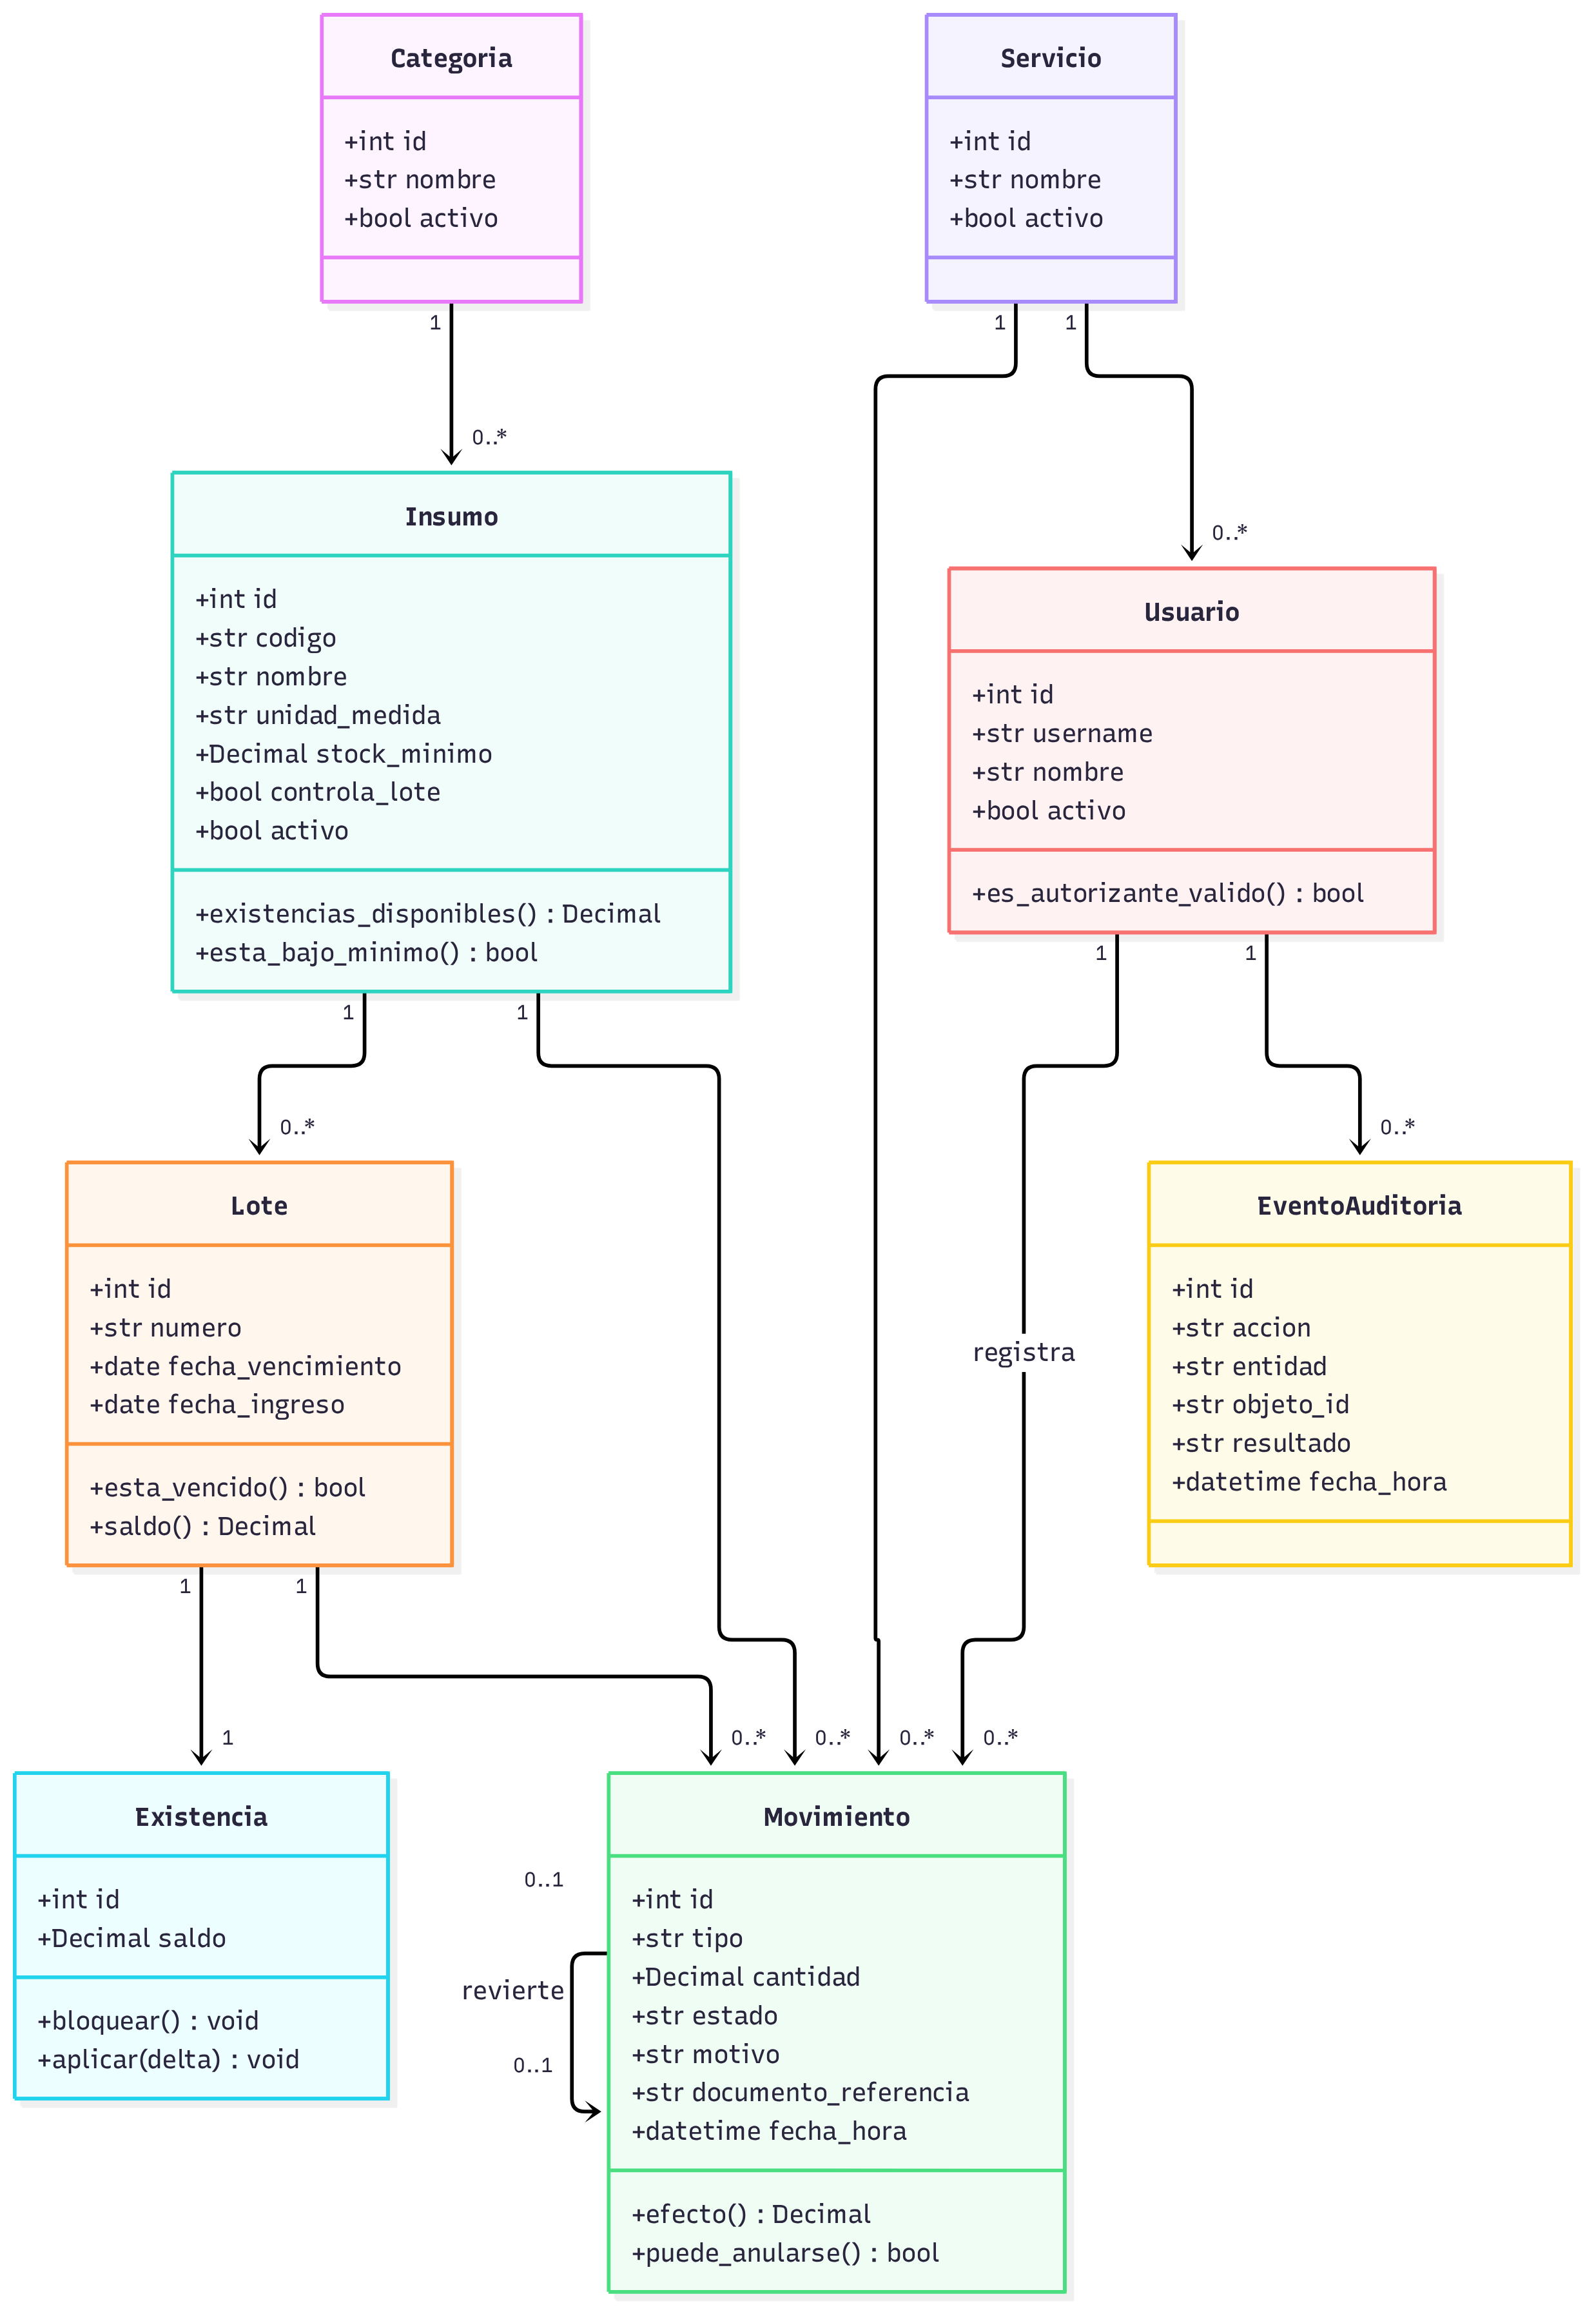 Categoria
+int id
+str nombre
+bool activo
1
0..*
Servicio
+int id
+str nombre
+bool activo
1
1
0..*
Insumo
+int id
+str codigo
+str nombre
+str unidad_medida
+Decimal stock_minimo
+bool controla_lote
+bool activo
+existencias_disponibles() : Decimal
+esta_bajo_minimo() : bool
1
1
0..*
Usuario
+int id
+str username
+str nombre
+bool activo
+es_autorizante_valido() : bool
1
1
0..*
Lote
+int id
+str numero
+date fecha_vencimiento
+date fecha_ingreso
+esta_vencido() : bool
+saldo() : Decimal
1
1
registra
EventoAuditoria
+int id
+str accion
+str entidad
+str objeto_id
+str resultado
+datetime fecha_hora
1
0..*
0..*
0..*
0..*
Existencia
+int id
+Decimal saldo
+bloquear() : void
+aplicar(delta) : void
0..1
revierte
0..1
Movimiento
+int id
+str tipo
+Decimal cantidad
+str estado
+str motivo
+str documento_referencia
+datetime fecha_hora
+efecto() : Decimal
+puede_anularse() : bool